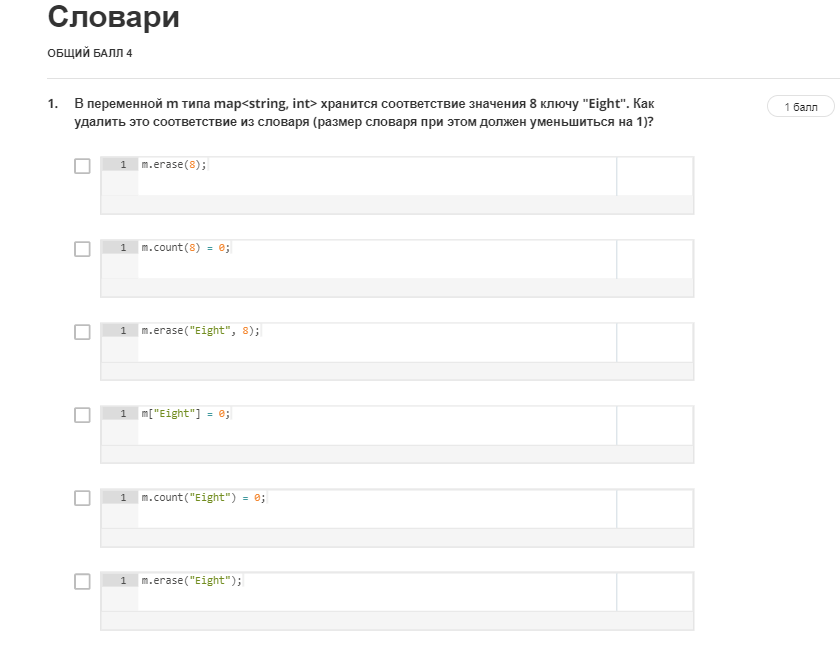 Словари
ОБЩИЙ БАЛЛ 4
1. В переменной m типа map<string, int> хранится соответствие значения 8 ключу "Eight". Как
удалить это соответствие из словаря (размер словаря при этом должен уменьшиться на 1)?
1 балл
1 m.erase(8);
1 m.count(8) = 0;
1 m.erase("Eight", 8);
1 m["Eight"] = 0;
1 m.count("Eight") = 0;
1 m.erase("Eight");